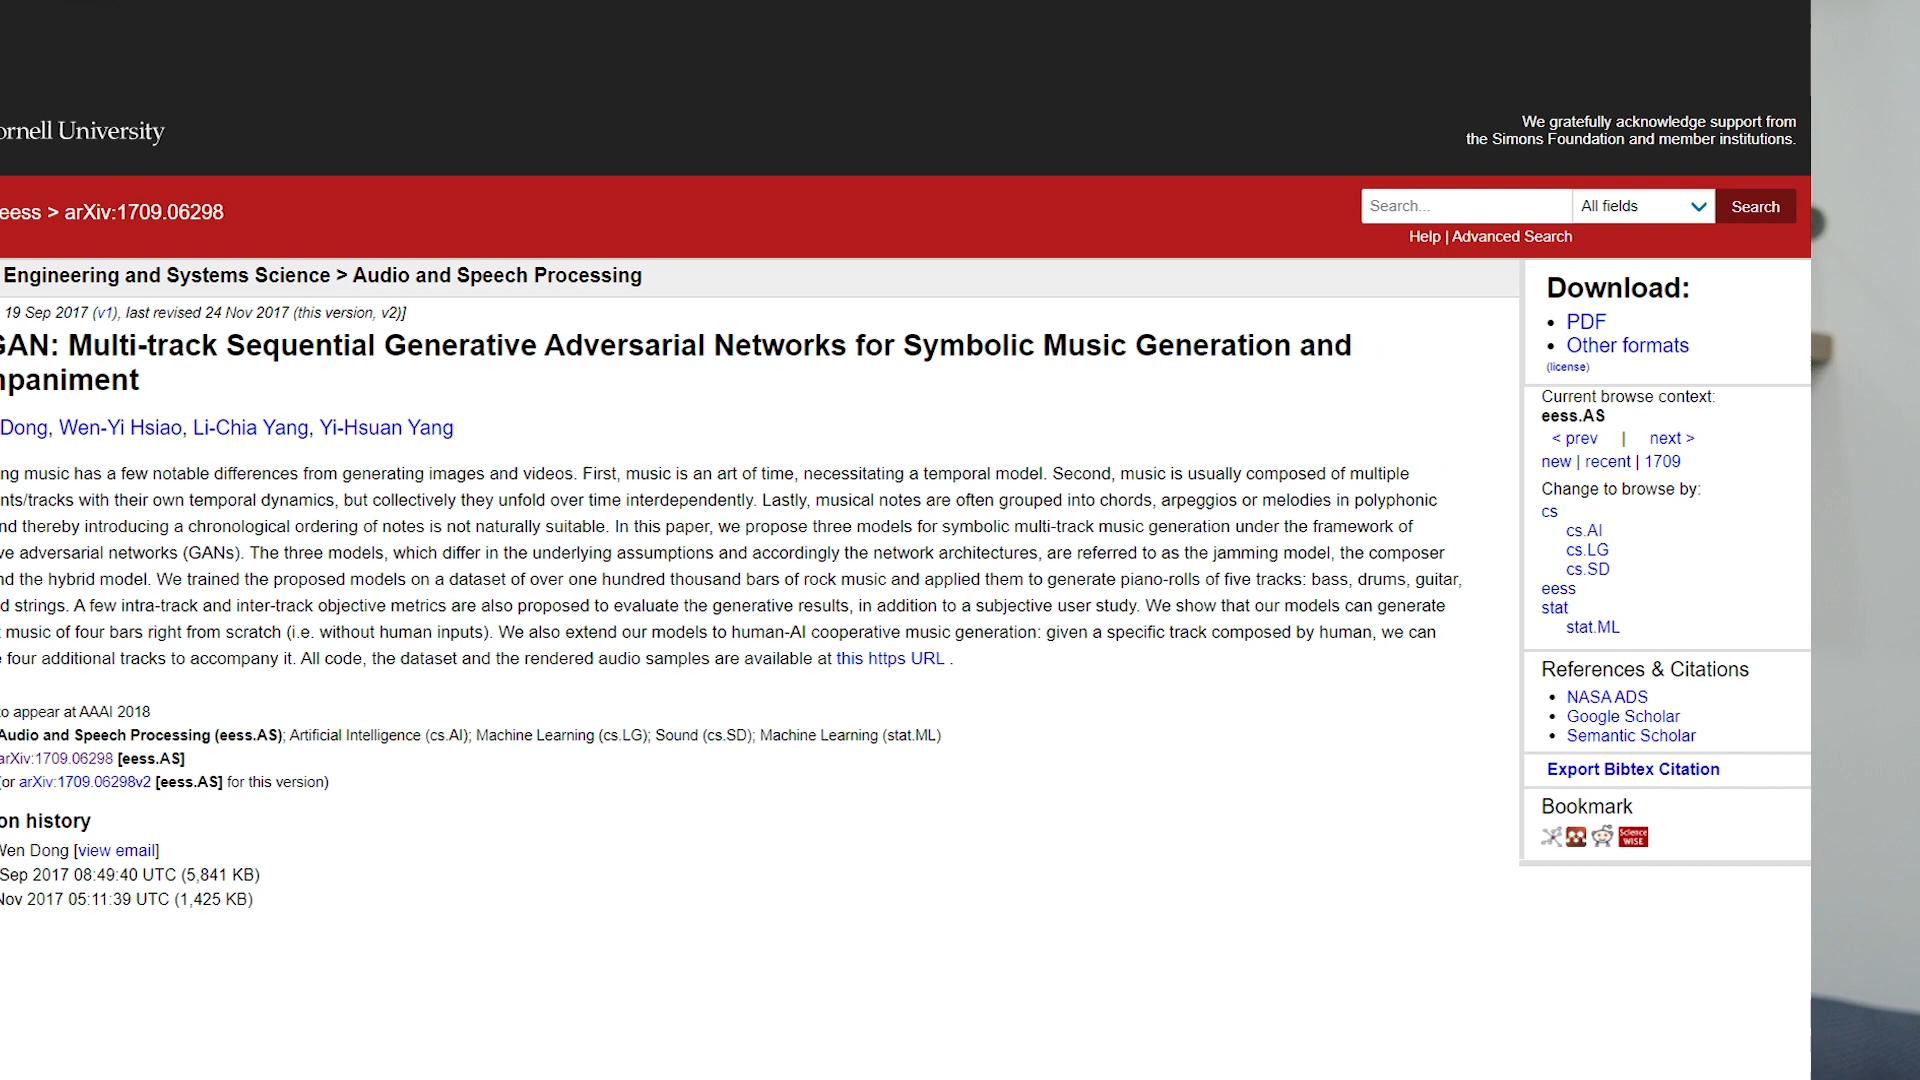 ornell University
We gratefully acknowledge support from
the Simons Foundation and member institutions.
eess > arXiv:1709.06298
Search...
All fields
Search
Help | Advanced Search
Engineering and Systems Science > Audio and Speech Processing
19 Sep 2017 (v1), last revised 24 Nov 2017 (this version, v2)]
GAN: Multi-track Sequential Generative Adversarial Networks for Symbolic Music Generation and
mpaniment
Dong, Wen-Yi Hsiao, Li-Chia Yang, Yi-Hsuan Yang
ng music has a few notable differences from generating images and videos. First, music is an art of time, necessitating a temporal model. Second, music is usually composed of multiple
nts/tracks with their own temporal dynamics, but collectively they unfold over time interdependently. Lastly, musical notes are often grouped into chords, arpeggios or melodies in polyphonic
nd thereby introducing a chronological ordering of notes is not naturally suitable. In this paper, we propose three models for symbolic multi-track music generation under the framework of
ve adversarial networks (GANs). The three models, which differ in the underlying assumptions and accordingly the network architectures, are referred to as the jamming model, the composer
nd the hybrid model. We trained the proposed models on a dataset of over one hundred thousand bars of rock music and applied them to generate piano-rolls of five tracks: bass, drums, guitar,
d strings. A few intra-track and inter-track objective metrics are also proposed to evaluate the generative results, in addition to a subjective user study. We show that our models can generate
t music of four bars right from scratch (i.e. without human inputs). We also extend our models to human-AI cooperative music generation: given a specific track composed by human, we can
e four additional tracks to accompany it. All code, the dataset and the rendered audio samples are available at this https URL .
to appear at AAAI 2018
Audio and Speech Processing (eess.AS); Artificial Intelligence (cs.AI); Machine Learning (cs.LG); Sound (cs.SD); Machine Learning (stat.ML)
arXiv:1709.06298 [eess.AS]
(or arXiv:1709.06298v2 [eess.AS] for this version)
on history
Wen Dong [view email]
Sep 2017 08:49:40 UTC (5,841 KB)
Nov 2017 05:11:39 UTC (1,425 KB)
Download:
PDF
Other formats
(license)
Current browse context:
eess.AS
< prev | next >
new | recent | 1709
Change to browse by:
cs
cs.AI
cs.LG
cs.SD
eess
stat
stat.ML
References & Citations
NASA ADS
Google Scholar
Semantic Scholar
Export Bibtex Citation
Bookmark
Science
WISE